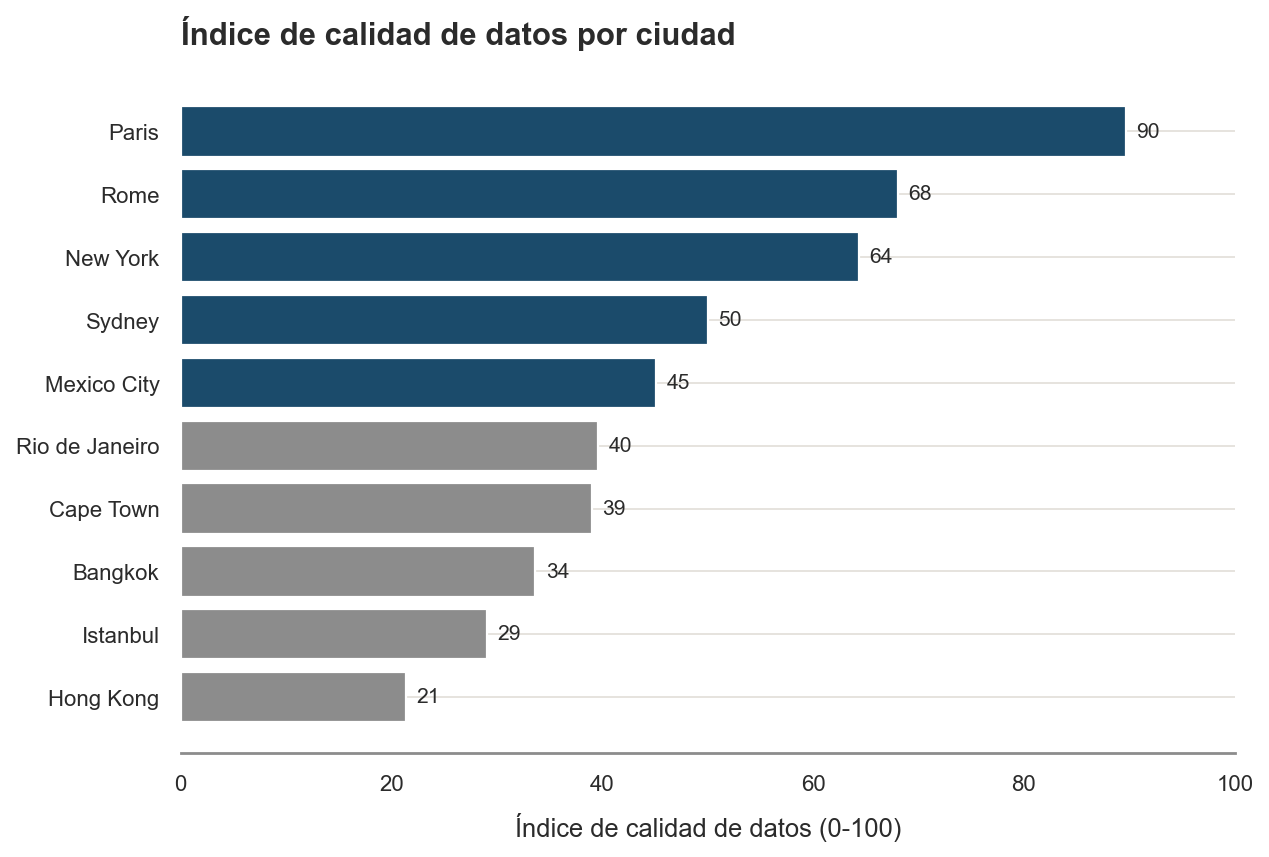 Índice de calidad de datos por ciudad
Paris 90
Rome 68
New York 64
Sydney 50
Mexico City 45
Rio de Janeiro 40
Cape Town 39
Bangkok 34
Istanbul 29
Hong Kong 21
0 20 40 60 80 100
Índice de calidad de datos (0-100)